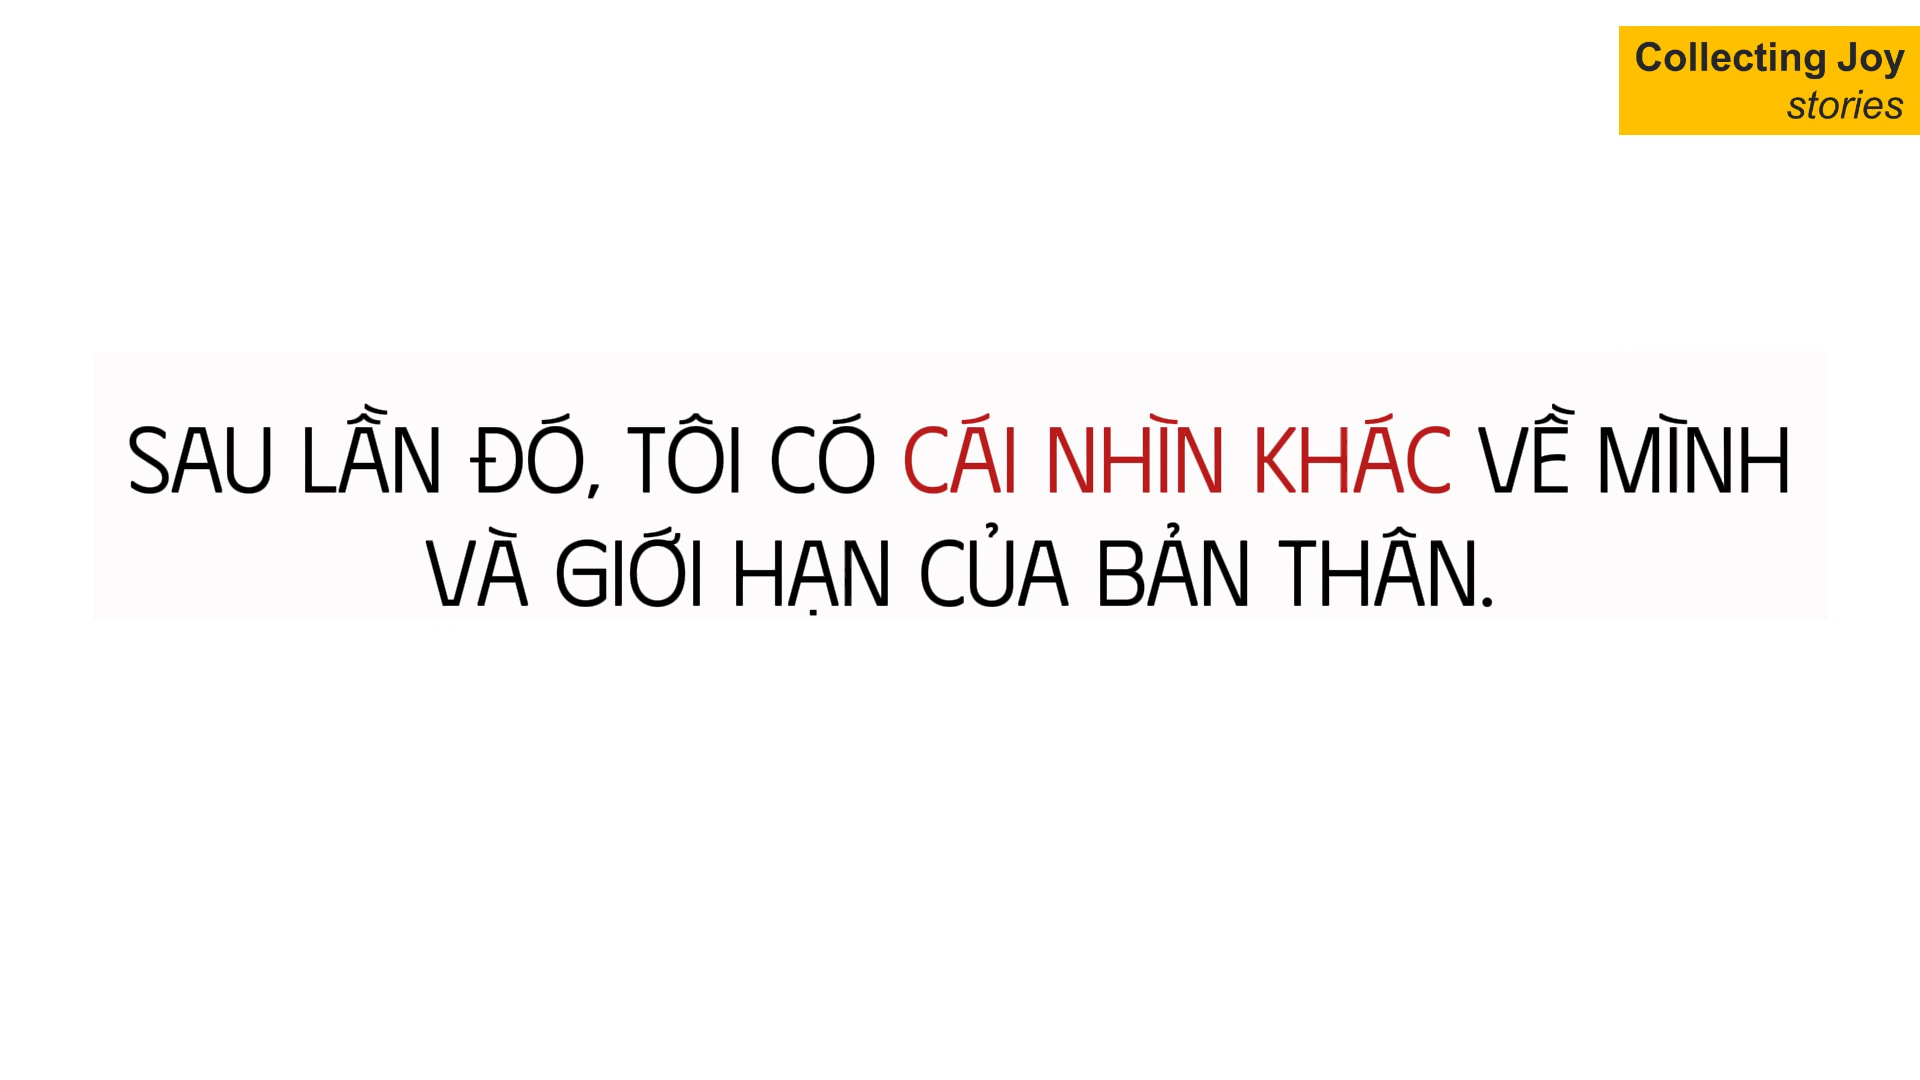 Collecting Joy
stories
SAU LẦN ĐÓ, TÔI CÓ CÁI NHÌN KHÁC VỀ MÌNH
VÀ GIỚI HẠN CỦA BẢN THÂN.